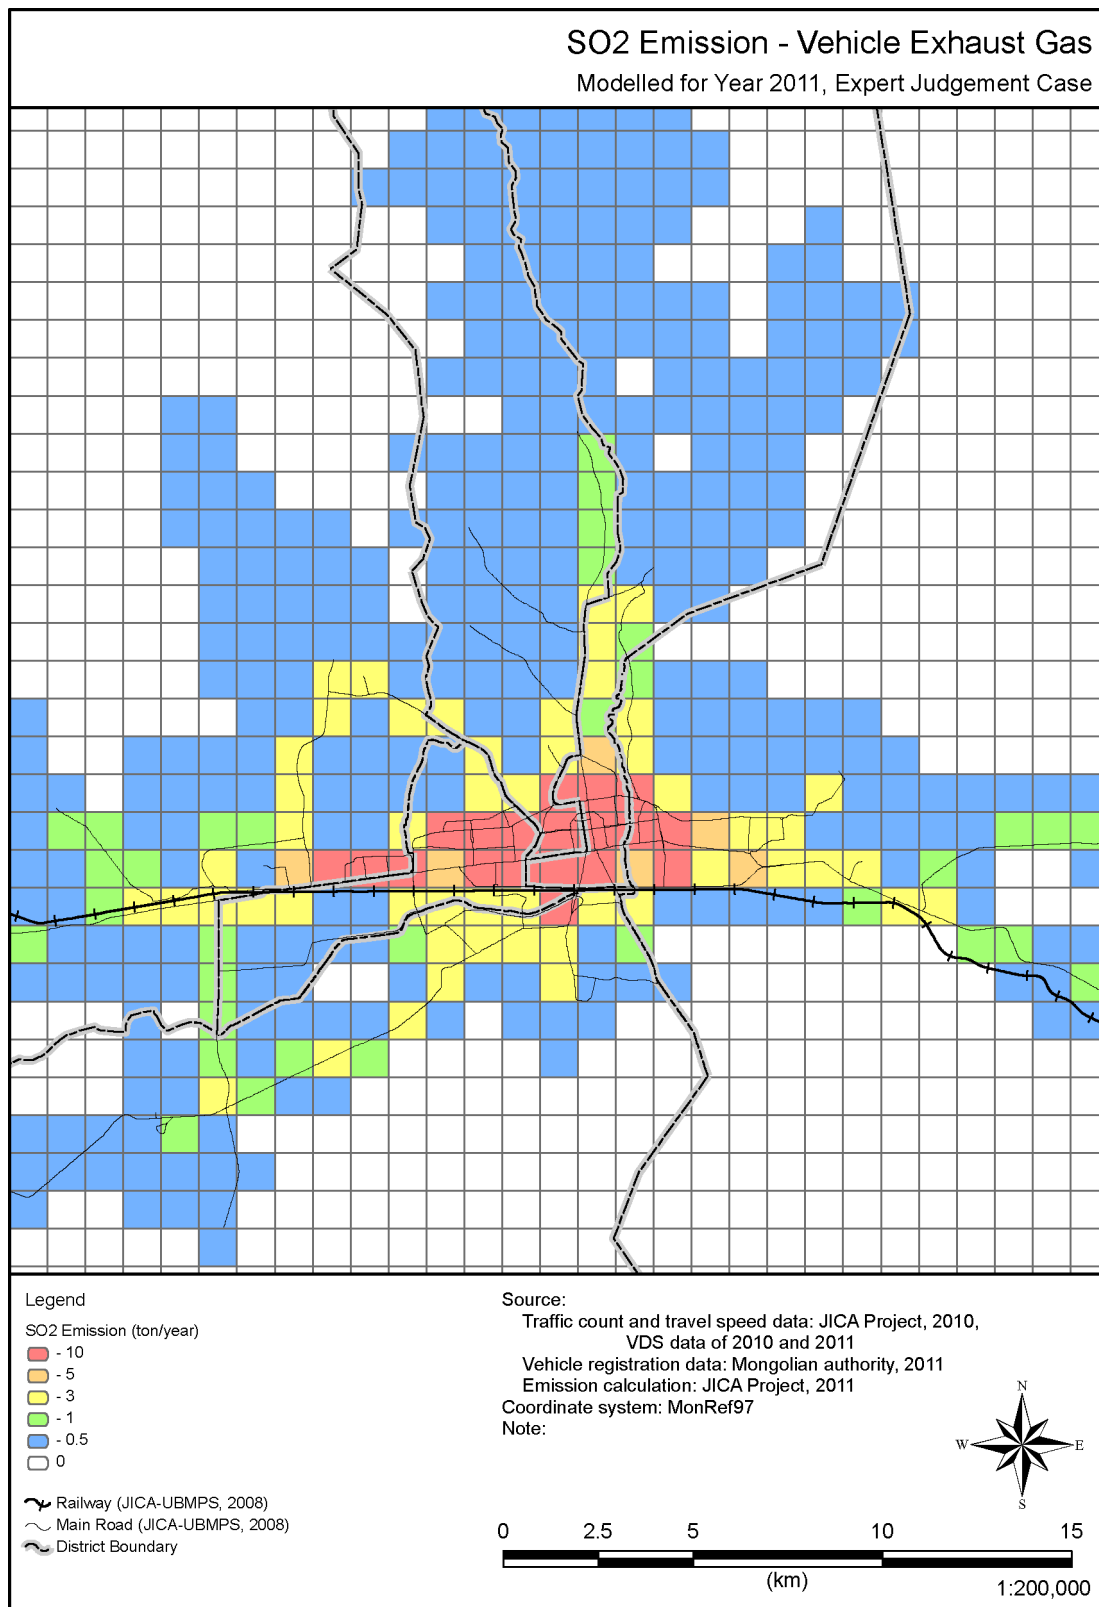 SO2 Emission - Vehicle Exhaust Gas
Modelled for Year 2011, Expert Judgement Case
Legend
SO2 Emission (ton/year)
- 10
- 5
- 3
- 1
- 0.5
0
Railway (JICA-UBMPS, 2008)
Main Road (JICA-UBMPS, 2008)
District Boundary
Source:
Traffic count and travel speed data: JICA Project, 2010,
VDS data of 2010 and 2011
Vehicle registration data: Mongolian authority, 2011
Emission calculation: JICA Project, 2011
Coordinate system: MonRef97
Note:
N
W E
S
0 2.5 5 10 15
(km)
1:200,000